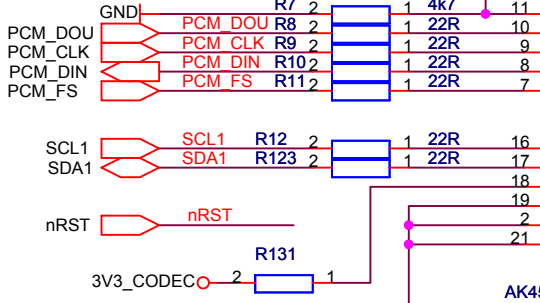 GND R7 2 1 4k7 11
PCM_DOU PCM_DOU R8 2 1 22R 10
PCM_CLK PCM_CLK R9 2 1 22R 9
PCM_DIN PCM_DIN R10 2 1 22R 8
PCM_FS PCM_FS R11 2 1 22R 7
SCL1 SCL1 R12 2 1 22R 16
SDA1 SDA1 R123 2 1 22R 17
18
19
nRST nRST 2
21
R131
3V3_CODEC 2 1
AK45